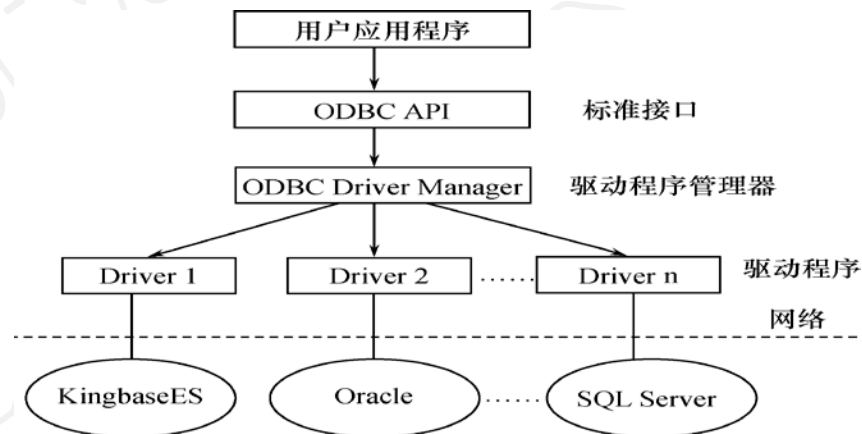 用户应用程序
ODBC API 标准接口
ODBC Driver Manager 驱动程序管理器
Driver 1 Driver 2 ...... Driver n 驱动程序
网络
KingbaseES Oracle ...... SQL Server